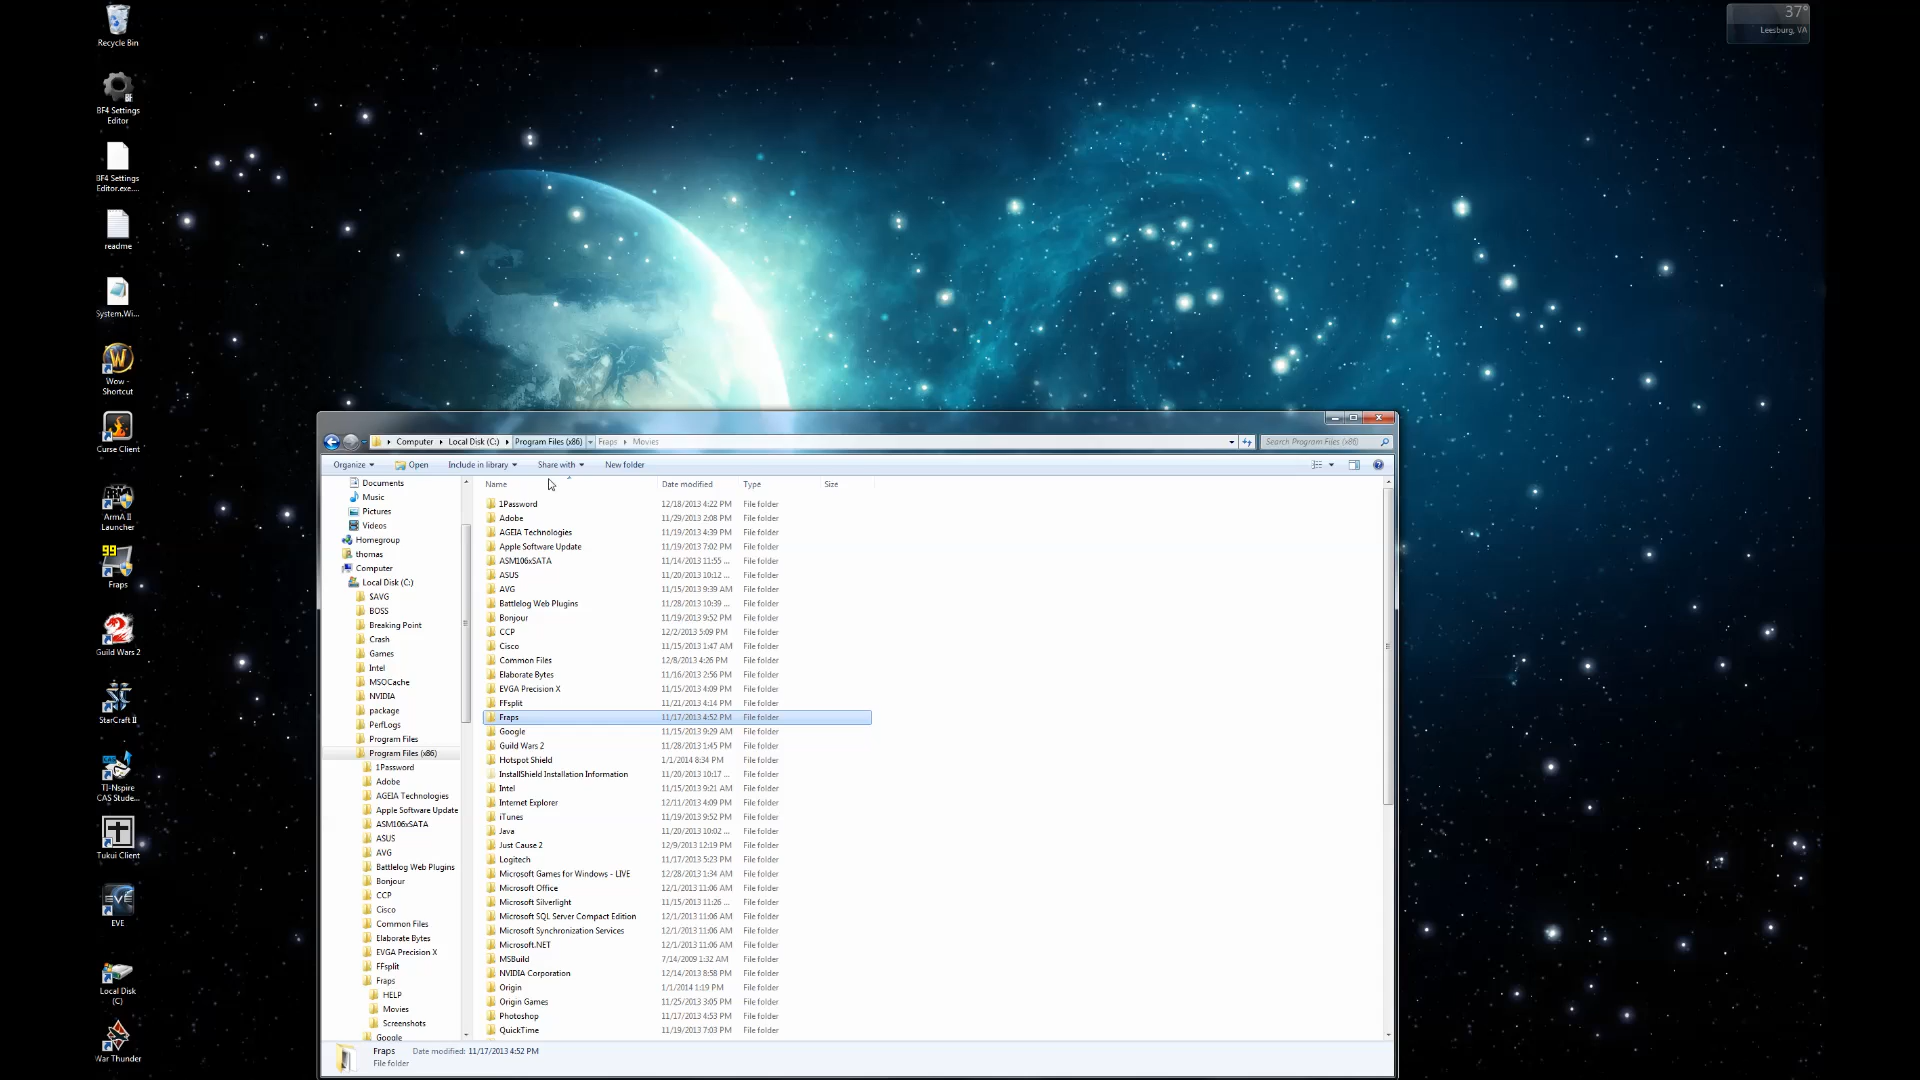 Recycle Bin
BF4 Settings
Editor
BF4 Settings
Editor.exe....
readme
System.Wi...
Wow -
Shortcut
Curse Client
ArmA II
Launcher
99
Fraps
Guild Wars 2
StarCraft II
TI-Nspire
CAS Stude...
Tukui Client
EVE
Local Disk
(C)
War Thunder
37°
Leesburg, VA
Computer Local Disk (C:) Program Files (x86) Fraps Movies
Search Program Files (x86)
Organize Open Include in library Share with New folder
Documents
Music
Pictures
Videos
Homegroup
thomas
Computer
Local Disk (C:)
$AVG
BOSS
Breaking Point
Crash
Games
Intel
MSOCache
NVIDIA
package
PerfLogs
Program Files
Program Files (x86)
1Password
Adobe
AGEIA Technologies
Apple Software Update
ASM106xSATA
ASUS
AVG
Battlelog Web Plugins
Bonjour
CCP
Cisco
Common Files
Elaborate Bytes
EVGA Precision X
FFsplit
Fraps
HELP
Movies
Screenshots
Google
Name Date modified Type Size
1Password 12/18/2013 4:22 PM File folder
Adobe 11/29/2013 2:08 PM File folder
AGEIA Technologies 11/19/2013 4:39 PM File folder
Apple Software Update 11/19/2013 7:02 PM File folder
ASM106xSATA 11/14/2013 11:55 ... File folder
ASUS 11/20/2013 10:12 ... File folder
AVG 11/15/2013 9:39 AM File folder
Battlelog Web Plugins 11/28/2013 10:39 ... File folder
Bonjour 11/19/2013 9:52 PM File folder
CCP 12/2/2013 5:09 PM File folder
Cisco 11/15/2013 1:47 AM File folder
Common Files 12/8/2013 4:26 PM File folder
Elaborate Bytes 11/16/2013 2:56 PM File folder
EVGA Precision X 11/15/2013 4:09 PM File folder
FFsplit 11/21/2013 4:14 PM File folder
Fraps 11/17/2013 4:52 PM File folder
Google 11/15/2013 9:29 AM File folder
Guild Wars 2 11/28/2013 1:45 PM File folder
Hotspot Shield 1/1/2014 8:34 PM File folder
InstallShield Installation Information 11/20/2013 10:17 ... File folder
Intel 11/15/2013 9:21 AM File folder
Internet Explorer 12/11/2013 4:09 PM File folder
iTunes 11/19/2013 9:52 PM File folder
Java 11/20/2013 10:02 ... File folder
Just Cause 2 12/9/2013 12:19 PM File folder
Logitech 11/17/2013 5:23 PM File folder
Microsoft Games for Windows - LIVE 12/28/2013 1:34 AM File folder
Microsoft Office 12/1/2013 11:06 AM File folder
Microsoft Silverlight 11/15/2013 11:26 ... File folder
Microsoft SQL Server Compact Edition 12/1/2013 11:06 AM File folder
Microsoft Synchronization Services 12/1/2013 11:06 AM File folder
Microsoft.NET 12/1/2013 11:06 AM File folder
MSBuild 7/14/2009 1:32 AM File folder
NVIDIA Corporation 12/14/2013 8:58 PM File folder
Origin 1/1/2014 1:19 PM File folder
Origin Games 11/25/2013 3:05 PM File folder
Photoshop 11/17/2013 4:53 PM File folder
QuickTime 11/19/2013 7:03 PM File folder
Fraps Date modified: 11/17/2013 4:52 PM
File folder